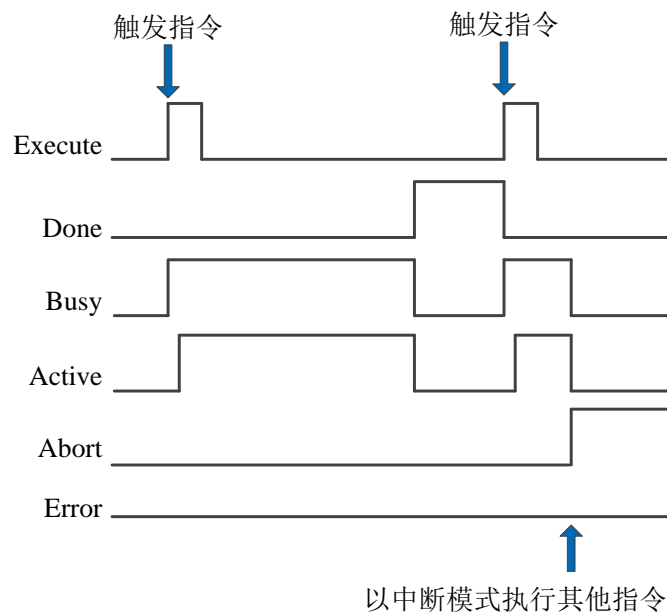 触发指令
触发指令
Execute
Done
Busy
Active
Abort
Error
以中断模式执行其他指令